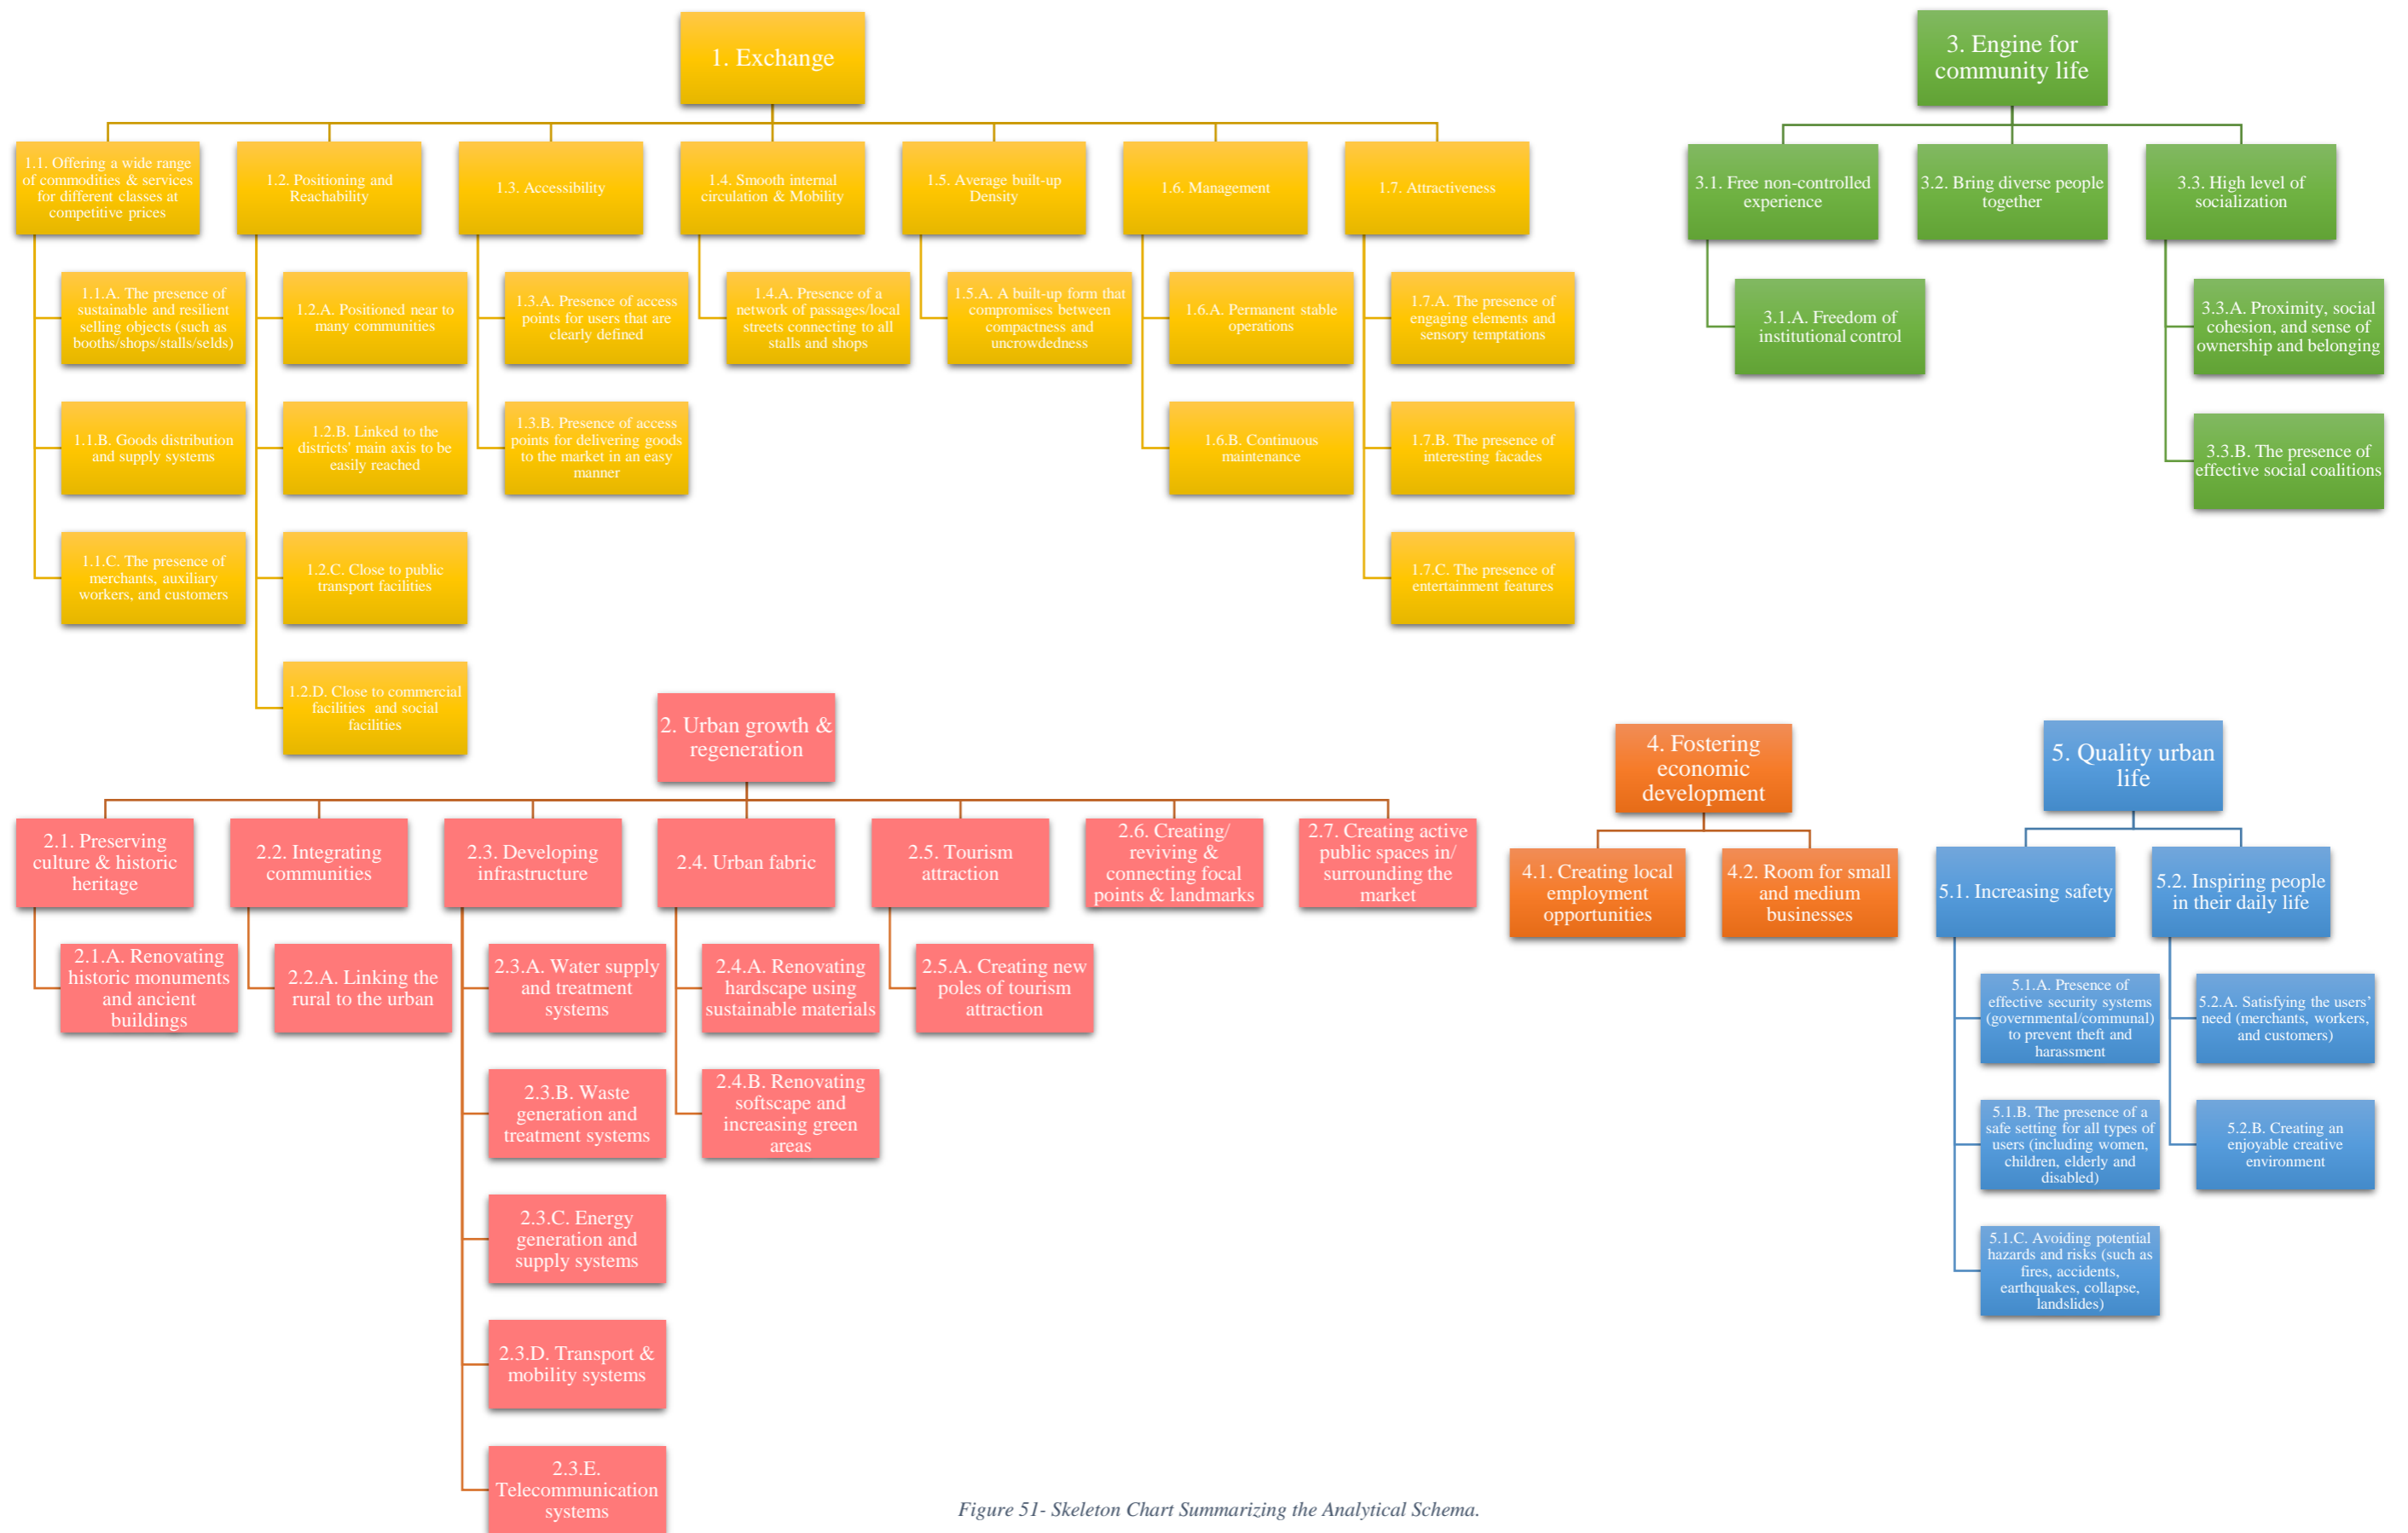 1. Exchange
1.1. Offering a wide range
of commodities & services
for different classes at
competitive prices
1.1.A. The presence of
sustainable and resilient
selling objects (such as
booths/shops/stalls/selds)
1.1.B. Goods distribution
and supply systems
1.1.C. The presence of
merchants, auxiliary
workers, and customers
1.2. Positioning and
Reachability
1.2.A. Positioned near to
many communities
1.2.B. Linked to the
districts' main axis to be
easily reached
1.2.C. Close to public
transport facilities
1.2.D. Close to commercial
facilities and social
facilities
1.3. Accessibility
1.3.A. Presence of access
points for users that are
clearly defined
1.3.B. Presence of access
points for delivering goods
to the market in an easy
manner
1.4. Smooth internal
circulation & Mobility
1.4.A. Presence of a
network of passages/local
streets connecting to all
stalls and shops
1.5. Average built-up
Density
1.5.A. A built-up form that
compromises between
compactness and
uncrowdedness
1.6. Management
1.6.A. Permanent stable
operations
1.6.B. Continuous
maintenance
1.7. Attractiveness
1.7.A. The presence of
engaging elements and
sensory temptations
1.7.B. The presence of
interesting facades
1.7.C. The presence of
entertainment features
3. Engine for
community life
3.1. Free non-controlled
experience
3.1.A. Freedom of
institutional control
3.2. Bring diverse people
together
3.3. High level of
socialization
3.3.A. Proximity, social
cohesion, and sense of
ownership and belonging
3.3.B. The presence of
effective social coalitions
2. Urban growth &
regeneration
2.1. Preserving
culture & historic
heritage
2.1.A. Renovating
historic monuments
and ancient
buildings
2.2. Integrating
communities
2.2.A. Linking the
rural to the urban
2.3. Developing
infrastructure
2.3.A. Water supply
and treatment
systems
2.3.B. Waste
generation and
treatment systems
2.3.C. Energy
generation and
supply systems
2.3.D. Transport &
mobility systems
2.3.E.
Telecommunication
systems
2.4. Urban fabric
2.4.A. Renovating
hardscape using
sustainable materials
2.4.B. Renovating
softscape and
increasing green
areas
2.5. Tourism
attraction
2.5.A. Creating new
poles of tourism
attraction
2.6. Creating/
reviving &
connecting focal
points & landmarks
2.7. Creating active
public spaces in/
surrounding the
market
4. Fostering
economic
development
4.1. Creating local
employment
opportunities
4.2. Room for small
and medium
businesses
5. Quality urban
life
5.1. Increasing safety
5.1.A. Presence of
effective security systems
(governmental/communal)
to prevent theft and
harassment
5.1.B. The presence of a
safe setting for all types of
users (including women,
children, elderly and
disabled)
5.1.C. Avoiding potential
hazards and risks (such as
fires, accidents,
earthquakes, collapse,
landslides)
5.2. Inspiring people
in their daily life
5.2.A. Satisfying the users’
need (merchants, workers,
and customers)
5.2.B. Creating an
enjoyable creative
environment
Figure 51- Skeleton Chart Summarizing the Analytical Schema.